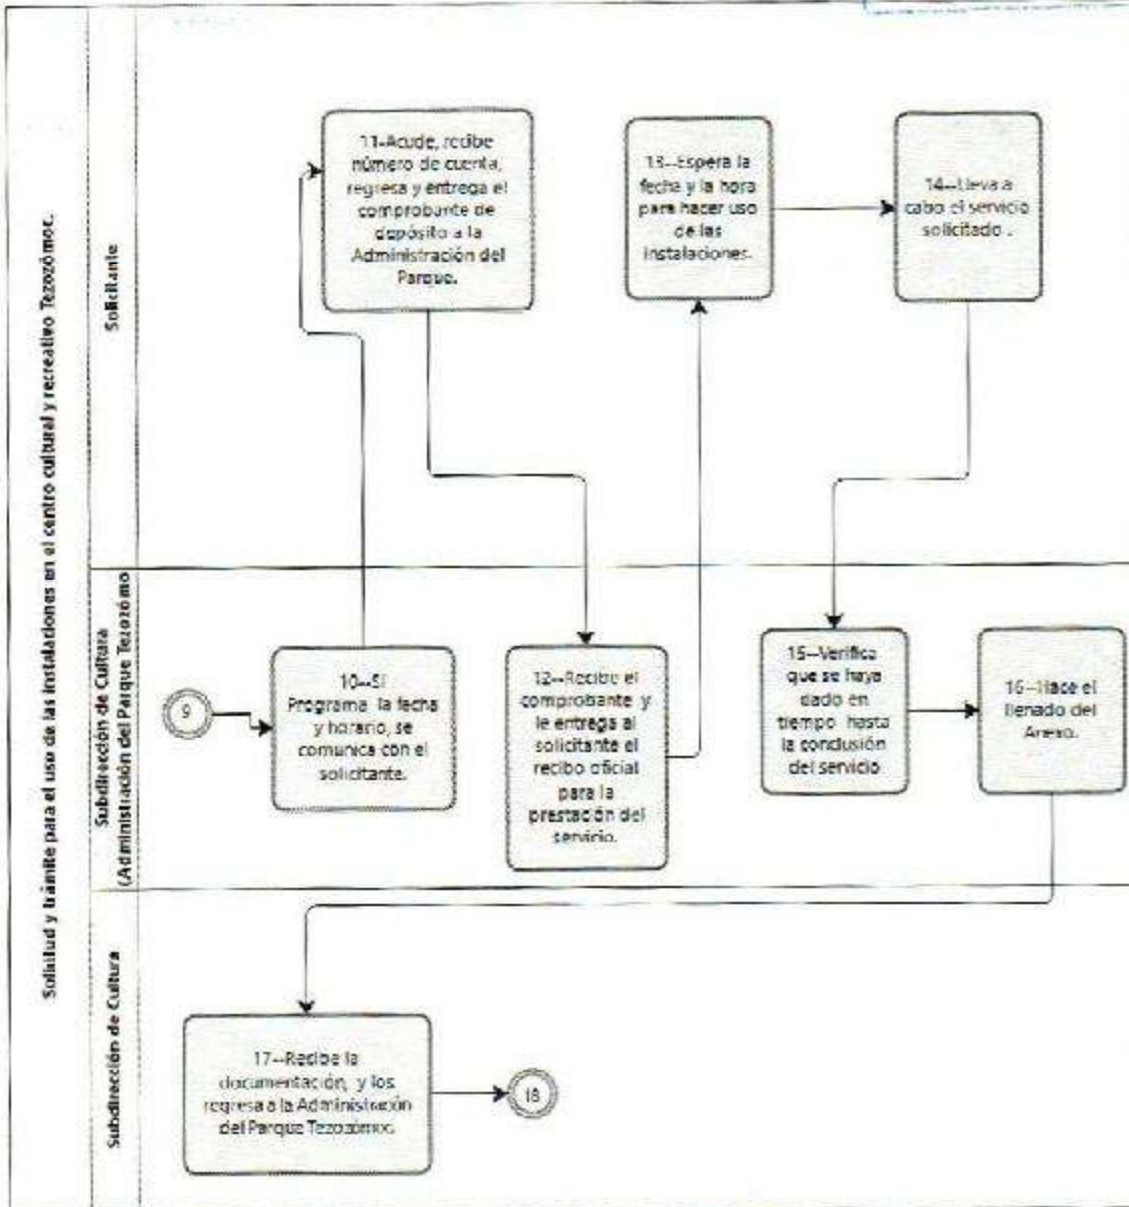 Solicitud y trámite para el uso de las instalaciones en el centro cultural y recreativo Tezozómoc.
Solicitante
11-Acude, recibe
número de cuenta,
regresa y entrega el
comprobante de
depósito a la
Administración del
Parque.
13--Espera la
fecha y la hora
para hacer uso
de las
instalaciones.
14--Lleva a
cabo el servicio
solicitado .
Subdirección de Cultura
(Administración del Parque Tezozómo
9
10--Si
Programa la fecha
y horario, se
comunica con el
solicitante.
12--Recibe el
comprobante y
le entrega al
solicitante el
recibo oficial
para la
prestación del
servicio.
15--Verifica
que se haya
dado en
tiempo hasta
la conclusión
del servicio
16--Hace el
llenado del
Anexo.
Subdirección de Cultura
17--Recibe la
documentación, y los
regresa a la Administración
del Parque Tezozómoc.
18